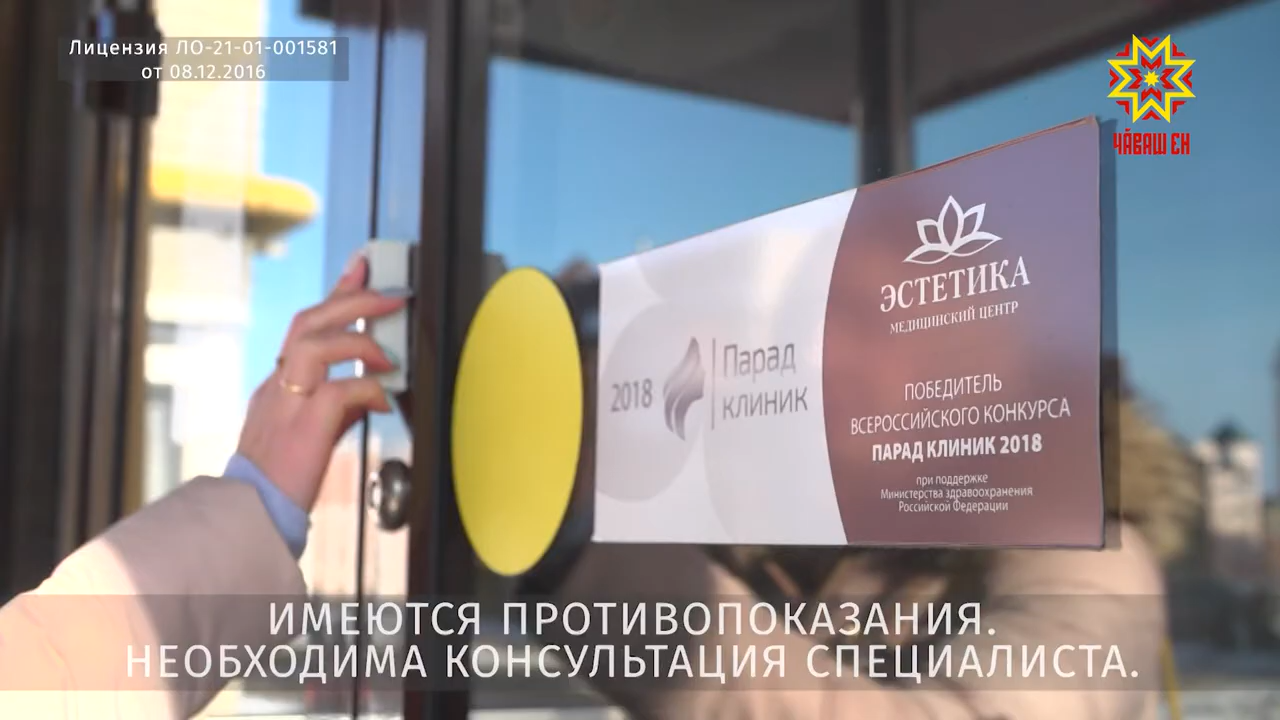 Лицензия ЛО-21-01-001581
от 08.12.2016
ЧӐВАШ ЕН
ЭСТЕТИКА
МЕДИЦИНСКИЙ ЦЕНТР
2018
Парад
клиник
ПОБЕДИТЕЛЬ
ВСЕРОССИЙСКОГО КОНКУРСА
ПАРАД КЛИНИК 2018
при поддержке
Министерства здравоохранения
Российской Федерации
ИМЕЮТСЯ ПРОТИВОПОКАЗАНИЯ.
НЕОБХОДИМА КОНСУЛЬТАЦИЯ СПЕЦИАЛИСТА.